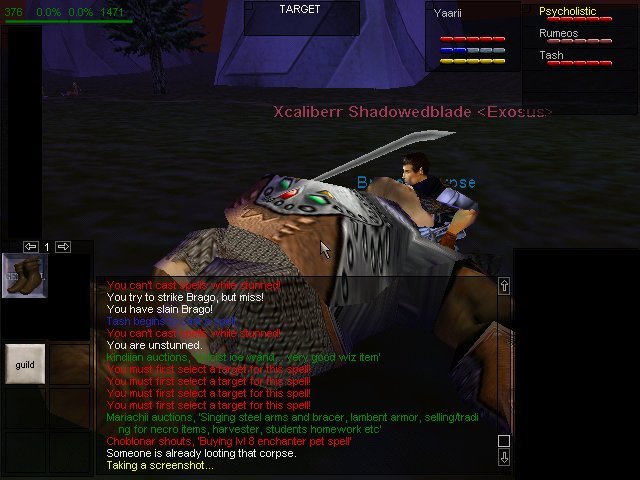 376 0.0% 0.0% 1471
TARGET
Yaarii
Psycholistic
Rumeos
Tash
Xcaliberr Shadowedblade <Exosus>
1
guild
You can't cast spells while stunned!
You try to strike Brago, but miss!
You have slain Brago!
Tash begins to cast a spell.
You can't cast spells while stunned!
You are unstunned.
Kindiian auctions, ice wand... very good wiz item'
You must first select a target for this spell!
You must first select a target for this spell!
You must first select a target for this spell!
You must first select a target for this spell!
Mariachii auctions, 'Singing steel arms and bracer, lambent armor, selling/tradi
ng for necro items, harvester, students homework etc'
Choblonar shouts, 'Buying lvl 8 enchanter pet spell'
Someone is already looting that corpse.
Taking a screenshot...